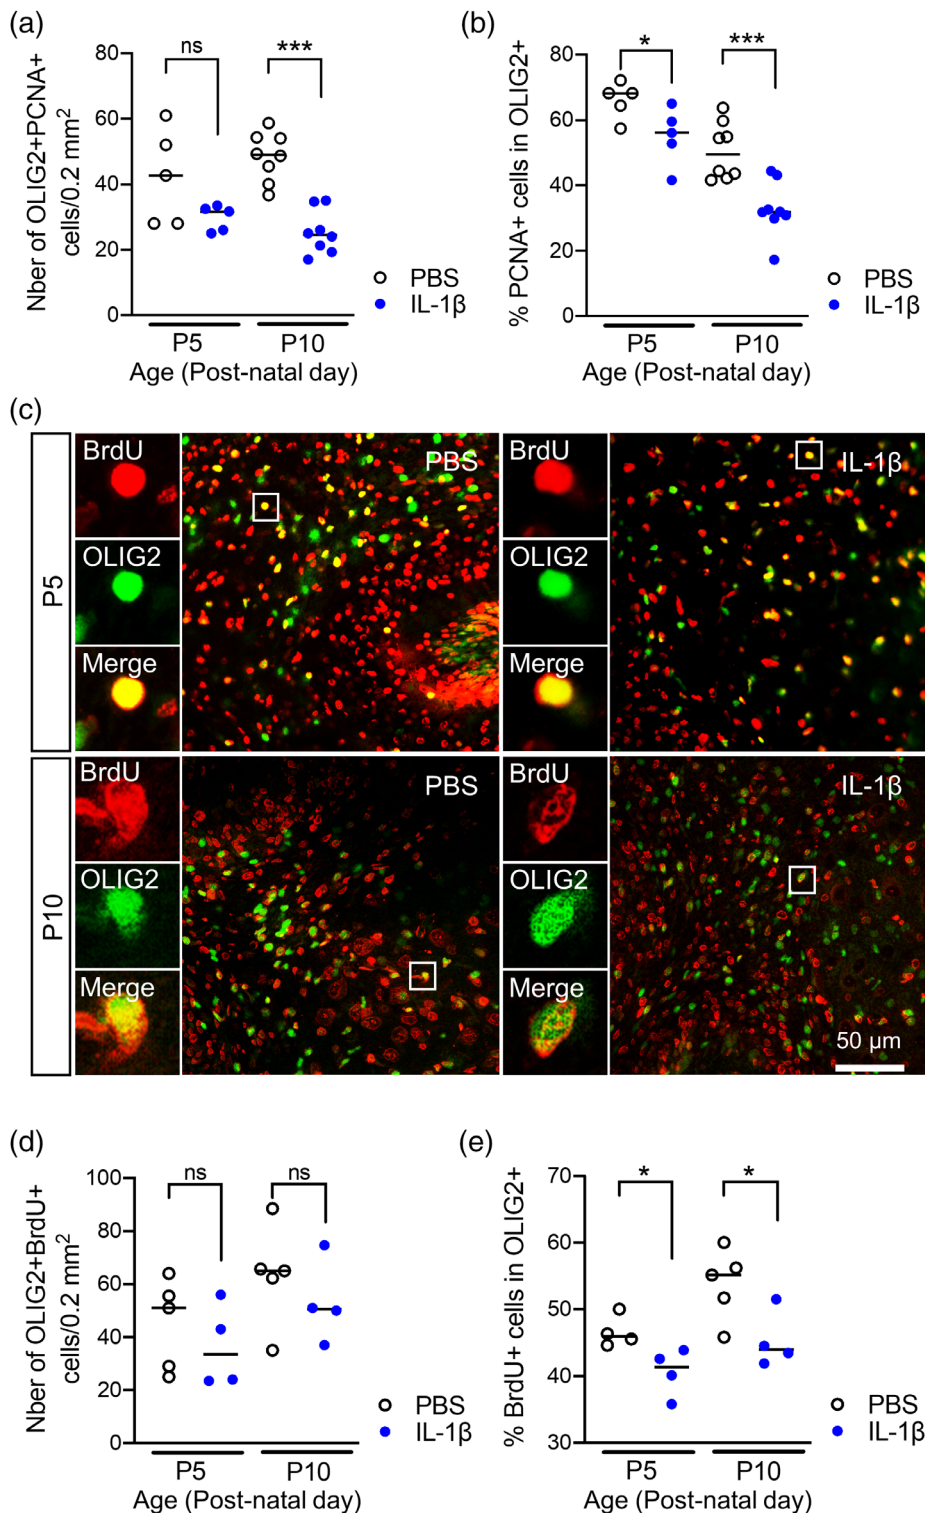 (a)
Nber of OLIG2+PCNA+
cells/0.2 mm²
80
60
40
20
0
ns
***
P5
P10
Age (Post-natal day)
PBS
IL-1β
(b)
% PCNA+ cells in OLIG2+
80
60
40
20
0
*
***
P5
P10
Age (Post-natal day)
PBS
IL-1β
(c)
P5
BrdU
OLIG2
Merge
PBS
BrdU
OLIG2
Merge
IL-1β
P10
BrdU
OLIG2
Merge
PBS
BrdU
OLIG2
Merge
IL-1β
50 µm
(d)
Nber of OLIG2+BrdU+
cells/0.2 mm²
100
80
60
40
20
0
ns
ns
P5
P10
Age (Post-natal day)
PBS
IL-1β
(e)
% BrdU+ cells in OLIG2+
70
60
50
40
30
*
*
P5
P10
Age (Post-natal day)
PBS
IL-1β